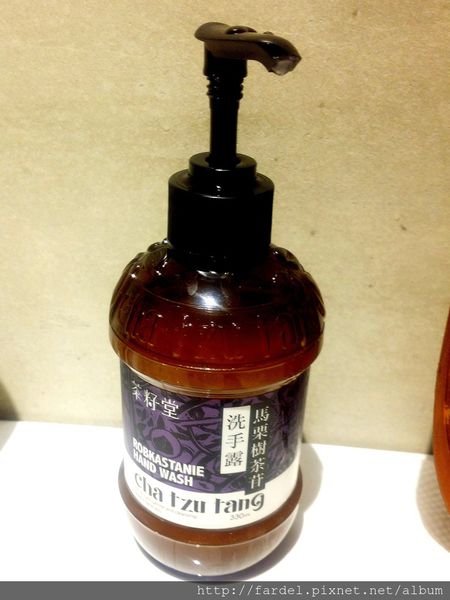 茶籽堂
洗手露
馬栗樹茶苷
ROBKASTANIE
HAND WASH
cha tzu tang
330mL
http://fardel.pixnet.net/album